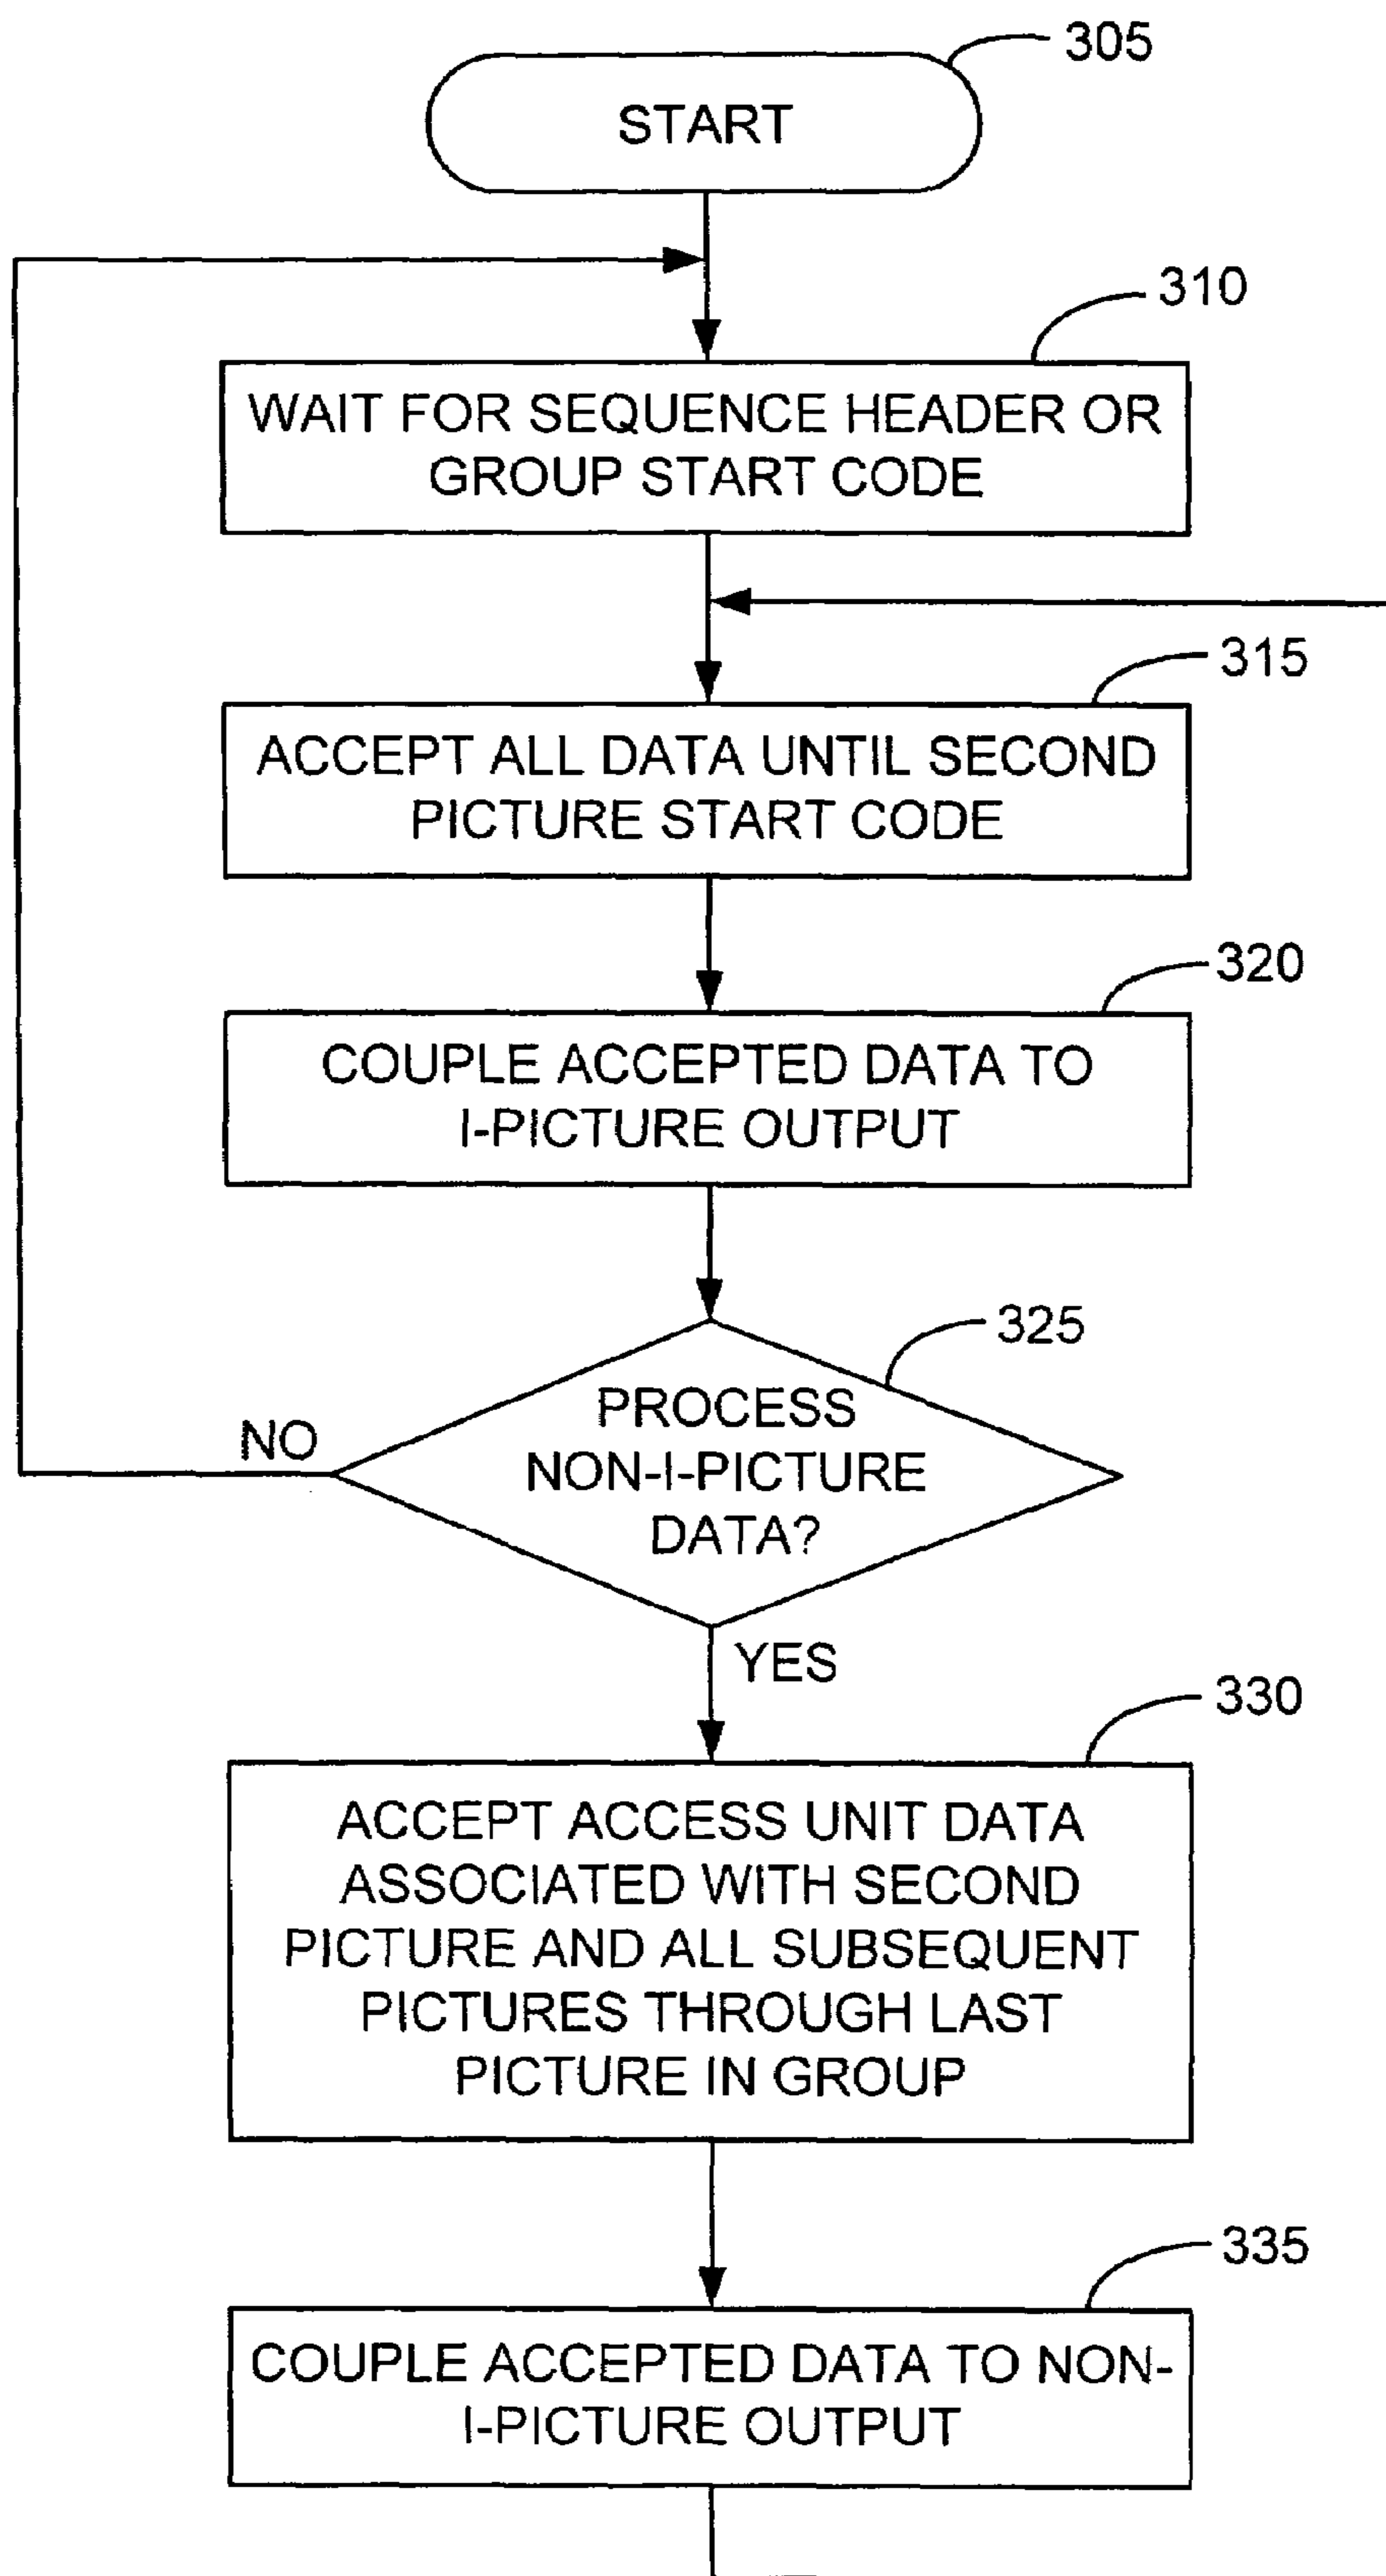 305
START
310
WAIT FOR SEQUENCE HEADER OR
GROUP START CODE
315
ACCEPT ALL DATA UNTIL SECOND
PICTURE START CODE
320
COUPLE ACCEPTED DATA TO
I-PICTURE OUTPUT
325
PROCESS
NON-I-PICTURE
DATA?
NO
YES
330
ACCEPT ACCESS UNIT DATA
ASSOCIATED WITH SECOND
PICTURE AND ALL SUBSEQUENT
PICTURES THROUGH LAST
PICTURE IN GROUP
335
COUPLE ACCEPTED DATA TO NON-
I-PICTURE OUTPUT